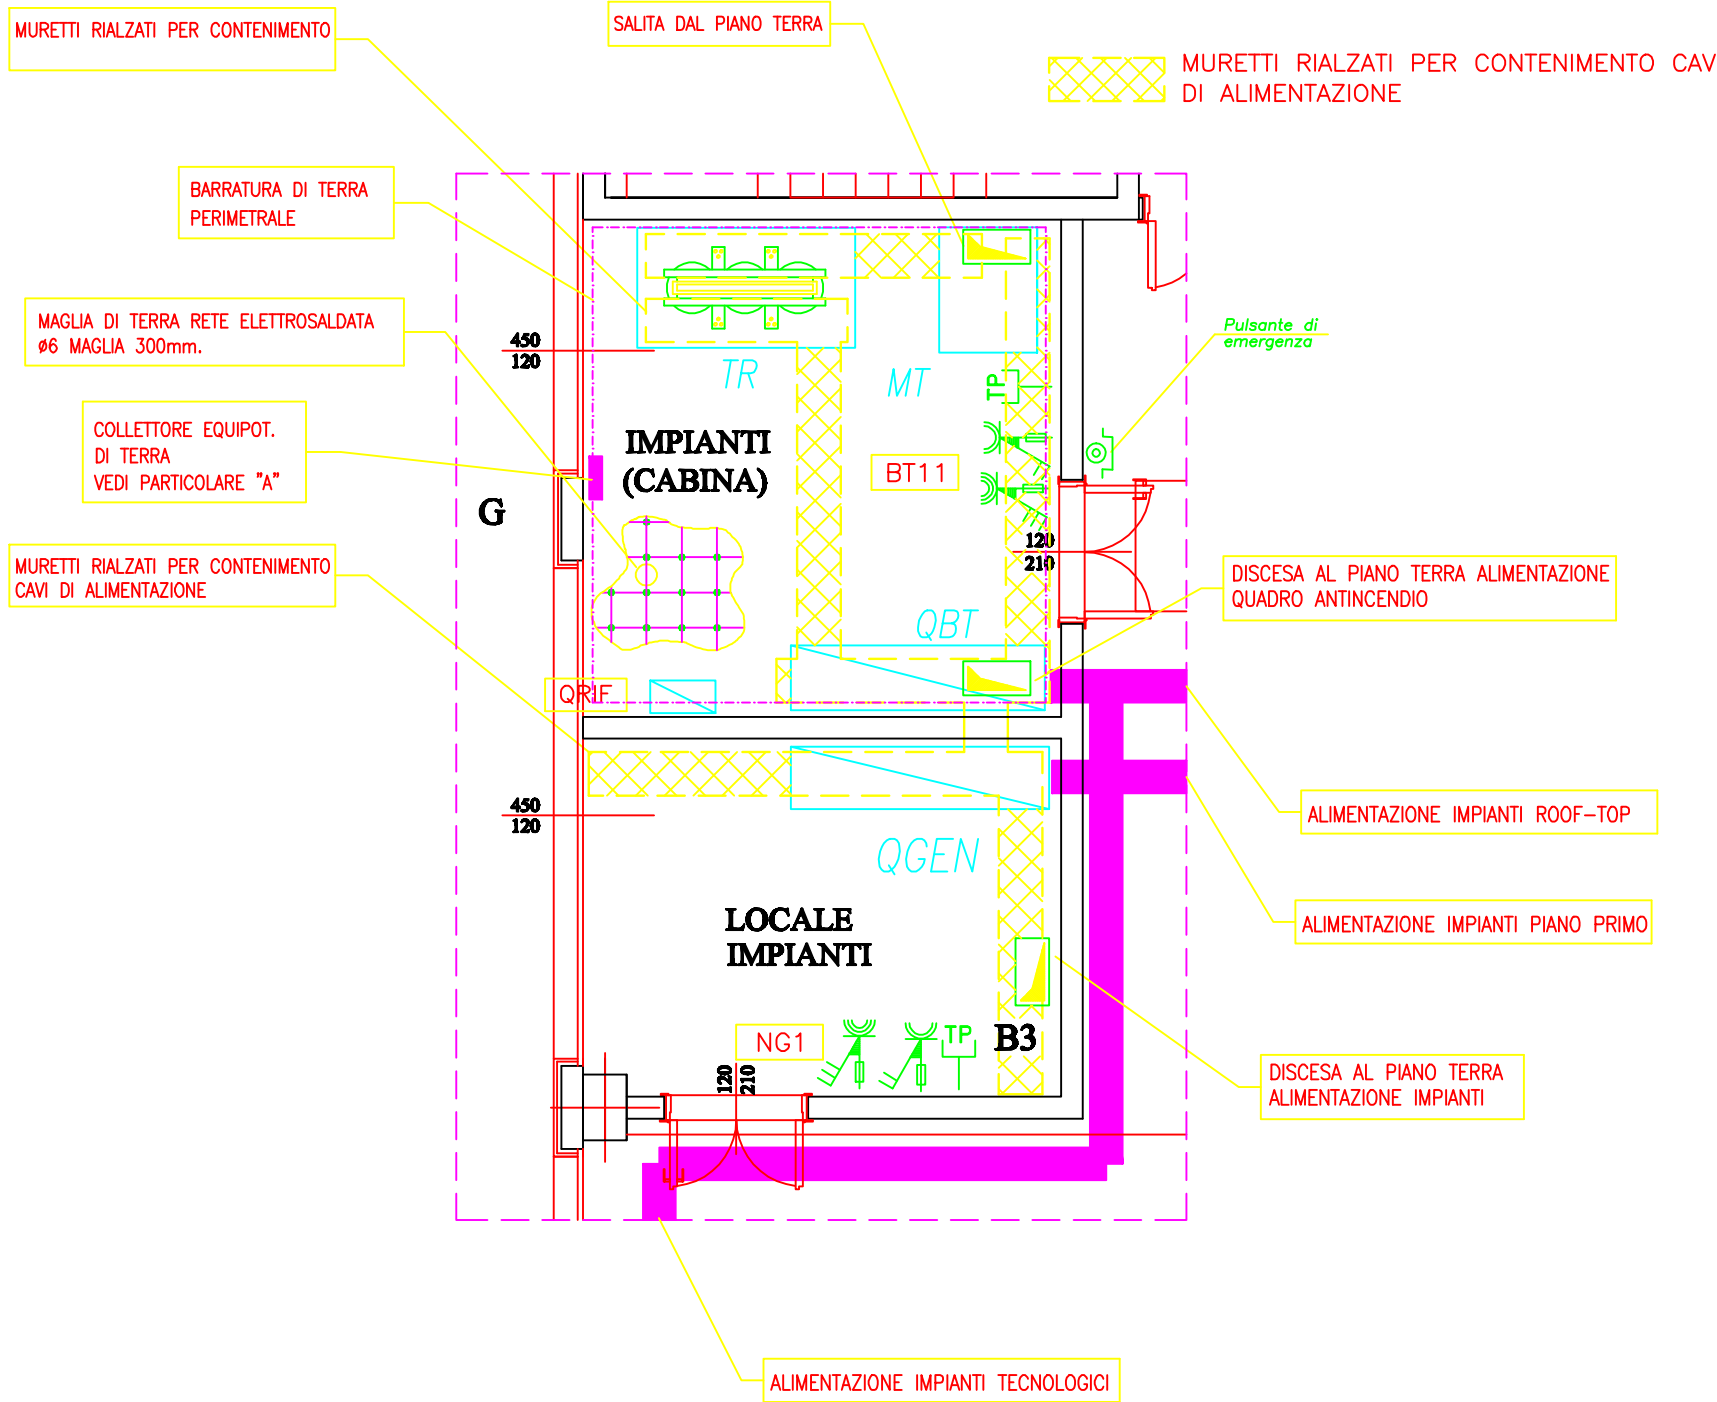 MURETTI RIALZATI PER CONTENIMENTO
SALITA DAL PIANO TERRA
MURETTI RIALZATI PER CONTENIMENTO CAV
DI ALIMENTAZIONE
BARRATURA DI TERRA
PERIMETRALE
MAGLIA DI TERRA RETE ELETTROSALDATA
ø6 MAGLIA 300mm.
Pulsante di
emergenza
450
120
TR
MT
TP
COLLETTORE EQUIPOT.
DI TERRA
VEDI PARTICOLARE "A"
IMPIANTI
(CABINA)
BT11
G
120
210
MURETTI RIALZATI PER CONTENIMENTO
CAVI DI ALIMENTAZIONE
DISCESA AL PIANO TERRA ALIMENTAZIONE
QUADRO ANTINCENDIO
QBT
QRIF
450
120
ALIMENTAZIONE IMPIANTI ROOF-TOP
QGEN
LOCALE
IMPIANTI
ALIMENTAZIONE IMPIANTI PIANO PRIMO
NG1
TP
B3
120
210
DISCESA AL PIANO TERRA
ALIMENTAZIONE IMPIANTI
ALIMENTAZIONE IMPIANTI TECNOLOGICI